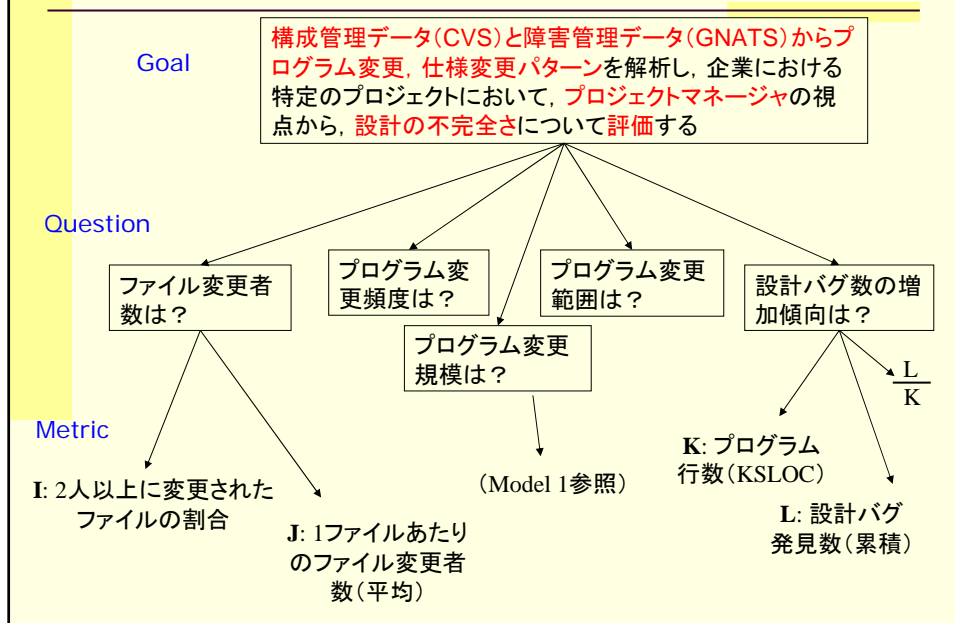 Goal
構成管理データ(CVS)と障害管理データ(GNATS)からプ
ログラム変更, 仕様変更パターンを解析し, 企業における
特定のプロジェクトにおいて, プロジェクトマネージャの視
点から, 設計の不完全さについて評価する
Question
ファイル変更者
数は？
プログラム変
更頻度は？
プログラム変更
規模は？
プログラム変更
範囲は？
設計バグ数の増
加傾向は？
L
K
Metric
I: 2人以上に変更された
ファイルの割合
J: 1ファイルあたり
のファイル変更者
数(平均)
(Model 1参照)
K: プログラム
行数(KSLOC)
L: 設計バグ
発見数(累積)